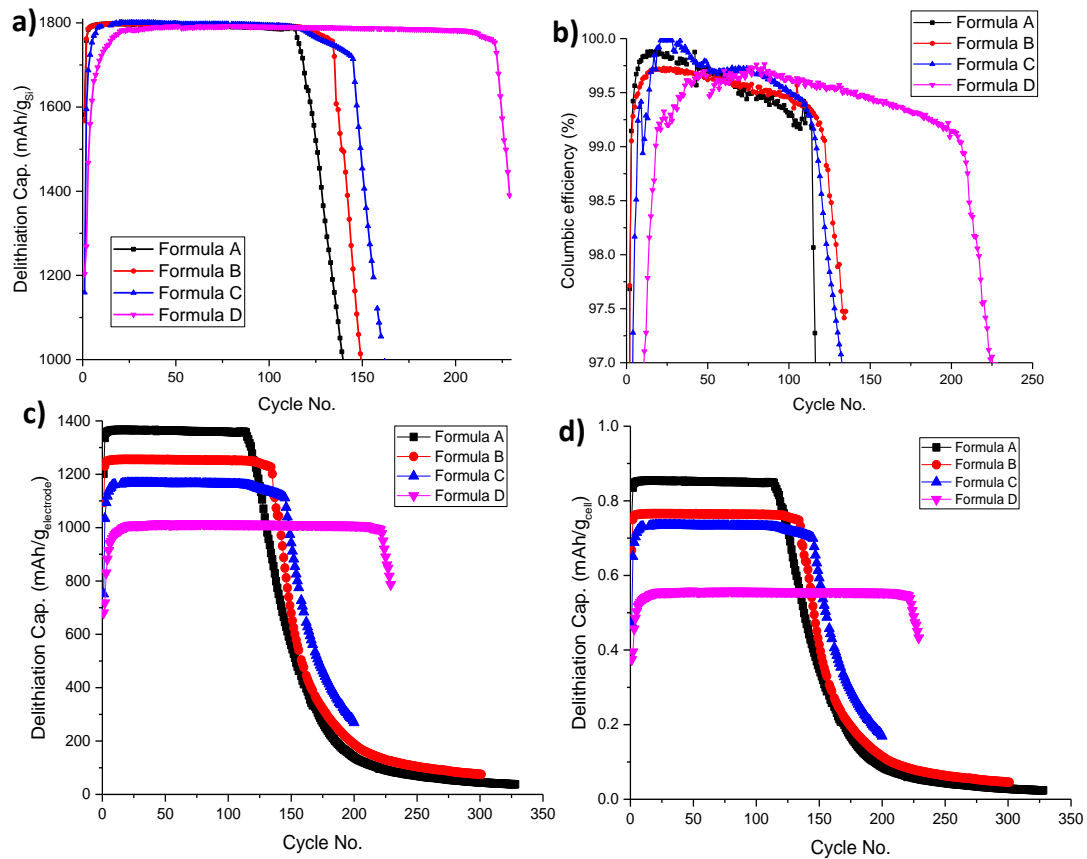 a)
Delithiation Cap. (mAh/gSI)
1800
1600
1400
1200
1000
0
50
100
150
200
Cycle No.
Formula A
Formula B
Formula C
Formula D
b)
Columbic efficiency (%)
100.0
99.5
99.0
98.5
98.0
97.5
97.0
0
50
100
150
200
250
Cycle No.
Formula A
Formula B
Formula C
Formula D
c)
Delithiation Cap. (mAh/gelectrode)
1400
1200
1000
800
600
400
200
0
0
50
100
150
200
250
300
350
Cycle No.
Formula A
Formula B
Formula C
Formula D
d)
Delithiation Cap. (mAh/gcell)
1.0
0.8
0.6
0.4
0.2
0.0
0
50
100
150
200
250
300
350
Cycle No.
Formula A
Formula B
Formula C
Formula D